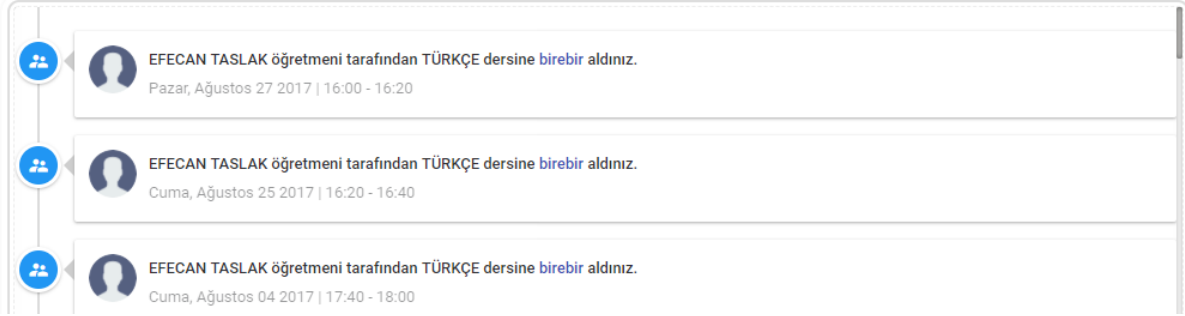 EFECAN TASLAK öğretmeni tarafından TÜRKÇE dersine birebir aldınız.
Pazar, Ağustos 27 2017 | 16:00 - 16:20
EFECAN TASLAK öğretmeni tarafından TÜRKÇE dersine birebir aldınız.
Cuma, Ağustos 25 2017 | 16:20 - 16:40
EFECAN TASLAK öğretmeni tarafından TÜRKÇE dersine birebir aldınız.
Cuma, Ağustos 04 2017 | 17:40 - 18:00